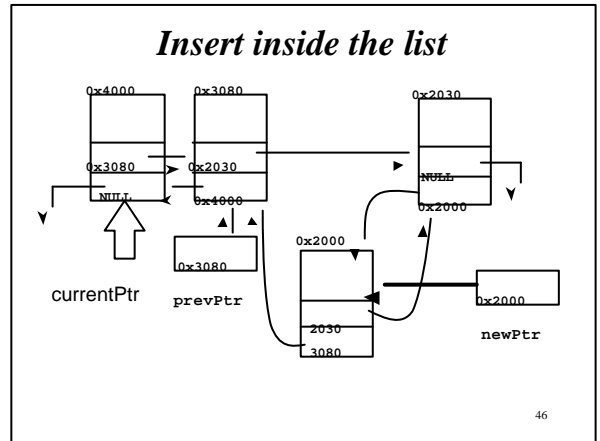 Insert inside the list
0x4000
0x3080
0x2030
0x3080
0x2030
NULL
NULL
0x4000
0x2000
0x2000
0x3080
0x2000
currentPtr
prevPtr
2030
newPtr
3080
46